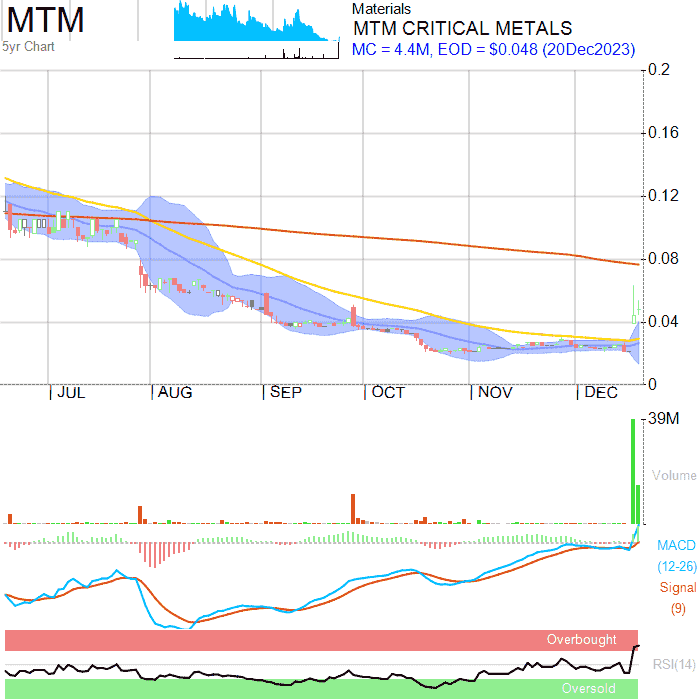 MTM
5yr Chart
Materials
MTM CRITICAL METALS
MC = 4.4M, EOD = $0.048 (20Dec2023)
0.2
0.16
0.12
0.08
0.04
0
JUL AUG SEP OCT NOV DEC
39M
Volume
MACD
(12-26)
Signal
(9)
Overbought
RSI(14)
Oversold